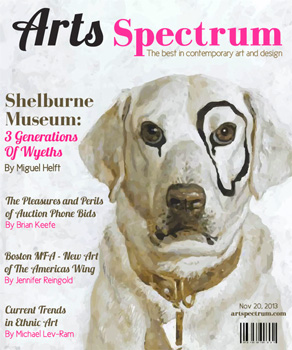 Arts Spectrum
The best in contemporary art and design
Shelburne
Museum:
3 Generations
Of Wyeths
By Miguel Helft
The Pleasures and Perils
of Auction Phone Bids
By Brian Keefe
Boston MFA - New Art
of The Americas Wing
By Jennifer Reingold
Current Trends
in Ethnic Art
By Michael Lev-Ram
Nov 20, 2013
artspectrum.com